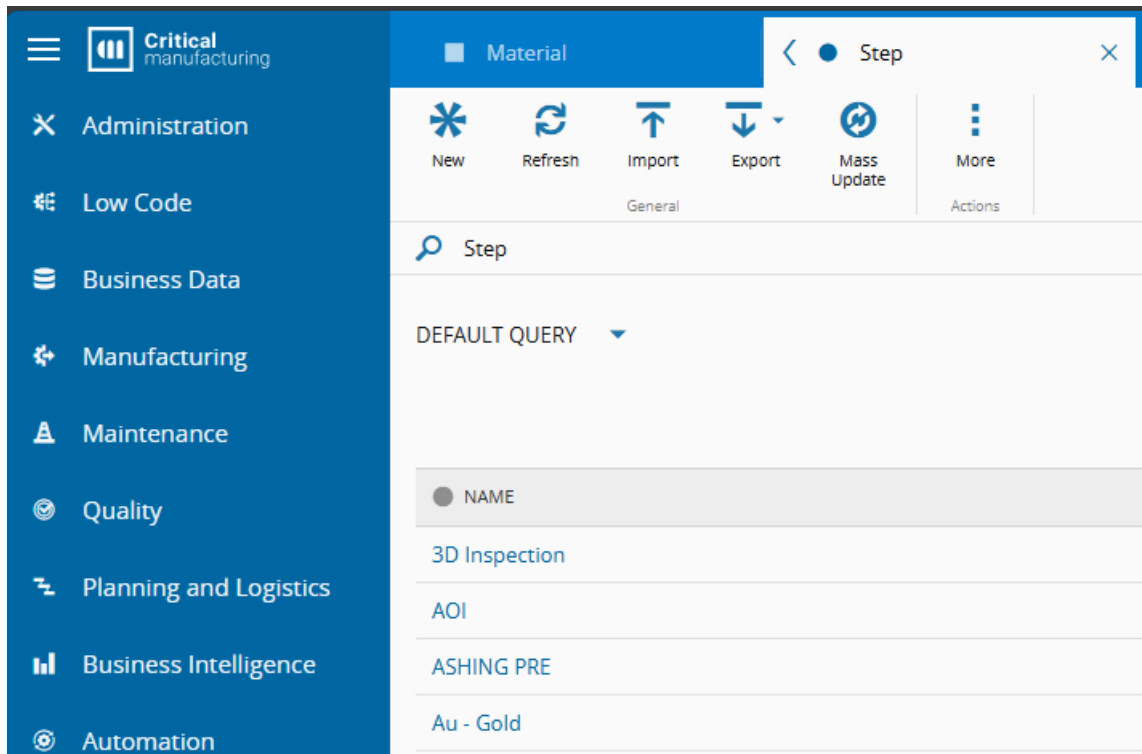 Critical
manufacturing
Administration
Low Code
Business Data
Manufacturing
Maintenance
Quality
Planning and Logistics
Business Intelligence
Automation
Material
Step
New
Refresh
Import
Export
Mass
Update
More
General
Actions
Step
DEFAULT QUERY
NAME
3D Inspection
AOI
ASHING PRE
Au - Gold